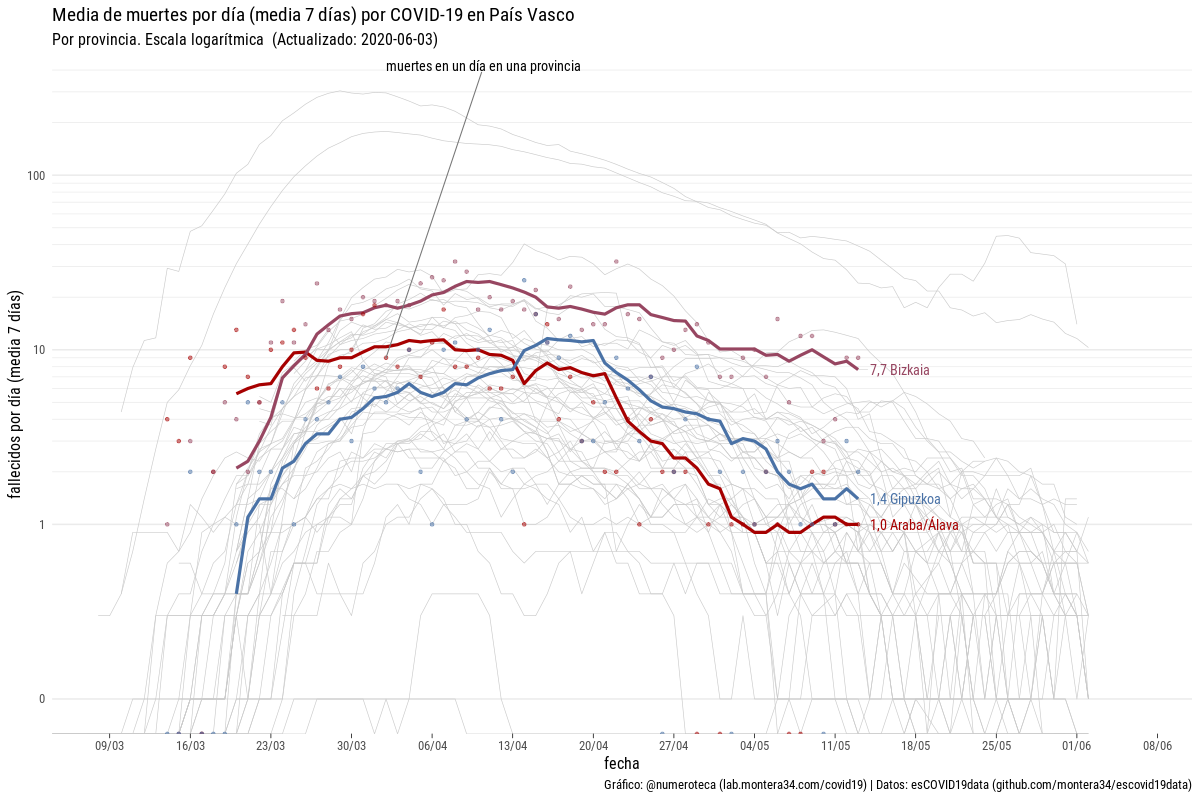 Media de muertes por día (media 7 días) por COVID-19 en País Vasco
Por provincia. Escala logarítmica  (Actualizado: 2020-06-03)
muertes en un día en una provincia
fallecidos por día (media  7 días)
100
10
1
0
7,7 Bizkaia
1,4 Gipuzkoa
1,0 Araba/Álava
09/03 16/03 23/03 30/03 06/04 13/04 20/04 27/04 04/05 11/05 18/05 25/05 01/06 08/06
fecha
Gráfico: @numeroteca (lab.montera34.com/covid19) | Datos: esCOVID19data (github.com/montera34/escovid19data)